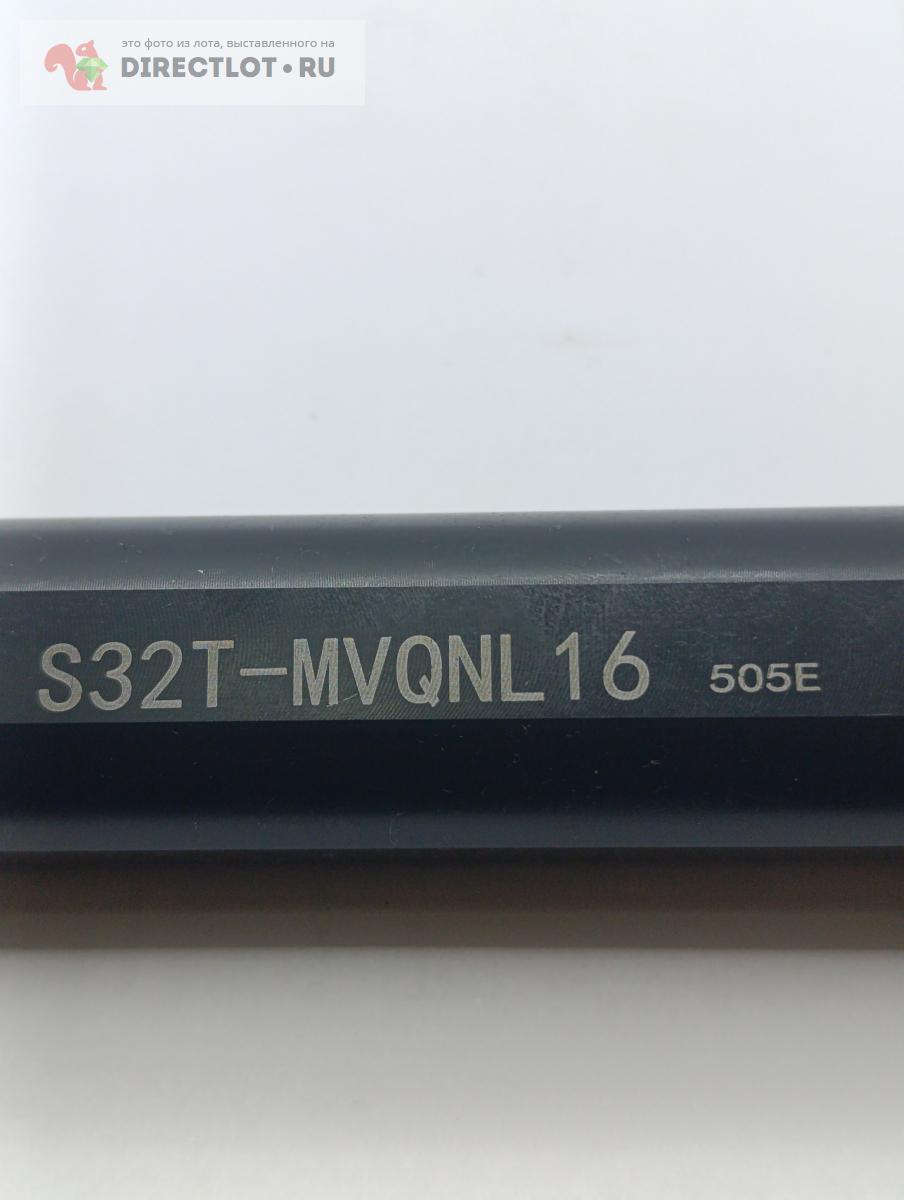 это фото из лота, выставленного на
DIRECTLOT•RU
S32T-MVQNL16 505E